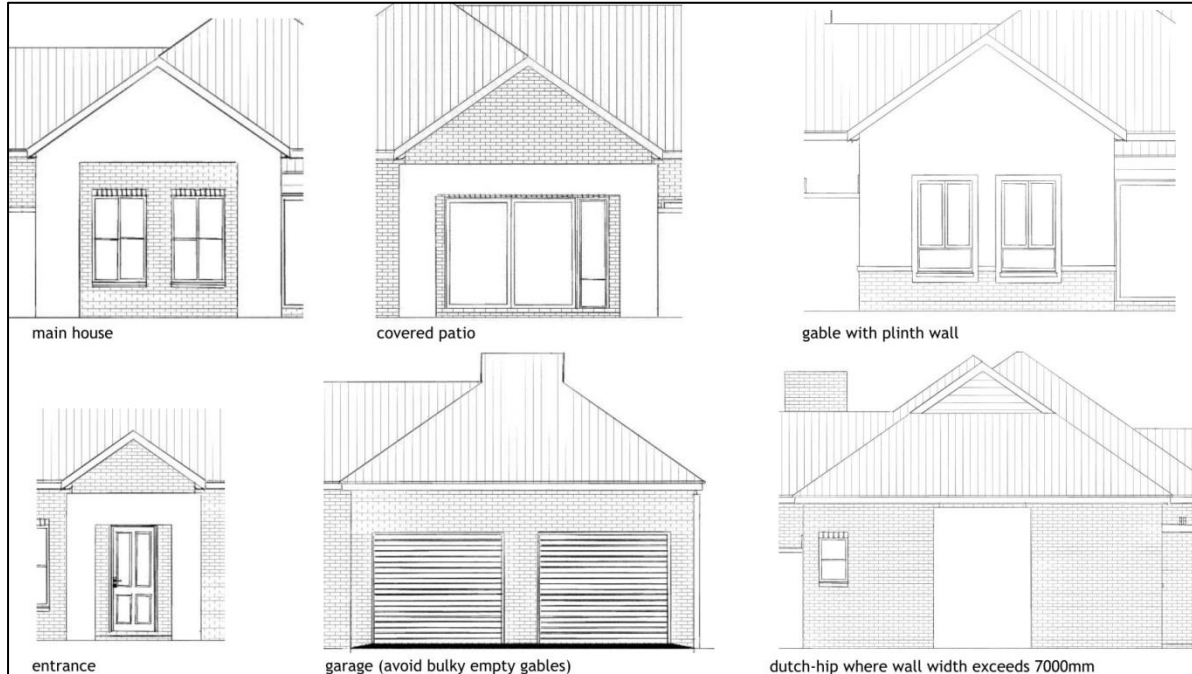 main house
covered patio
gable with plinth wall
entrance
garage (avoid bulky empty gables)
dutch-hip where wall width exceeds 7000mm